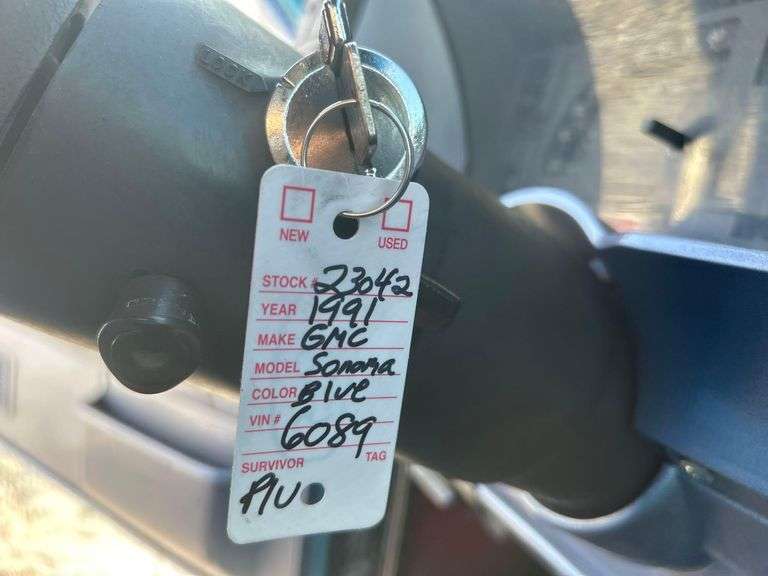 LOCK
NEW USED
STOCK # 23042
YEAR 1991
MAKE GMC
MODEL Sonoma
COLOR Blue
VIN # 6089
SURVIVOR TAG
P/U